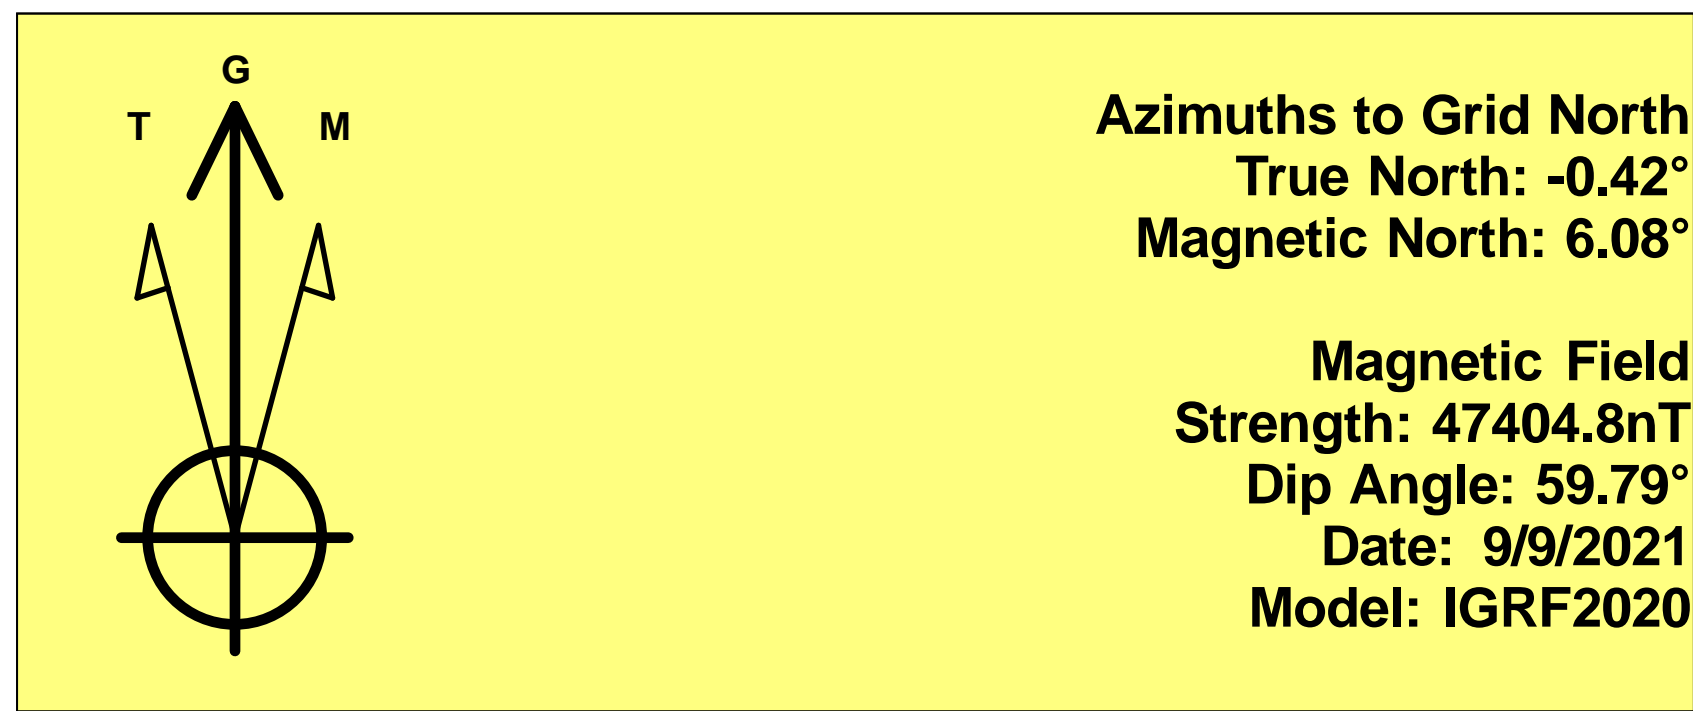 G
T M
Azimuths to Grid North
True North: -0.42°
Magnetic North: 6.08°
Magnetic Field
Strength: 47404.8nT
Dip Angle: 59.79°
Date: 9/9/2021
Model: IGRF2020